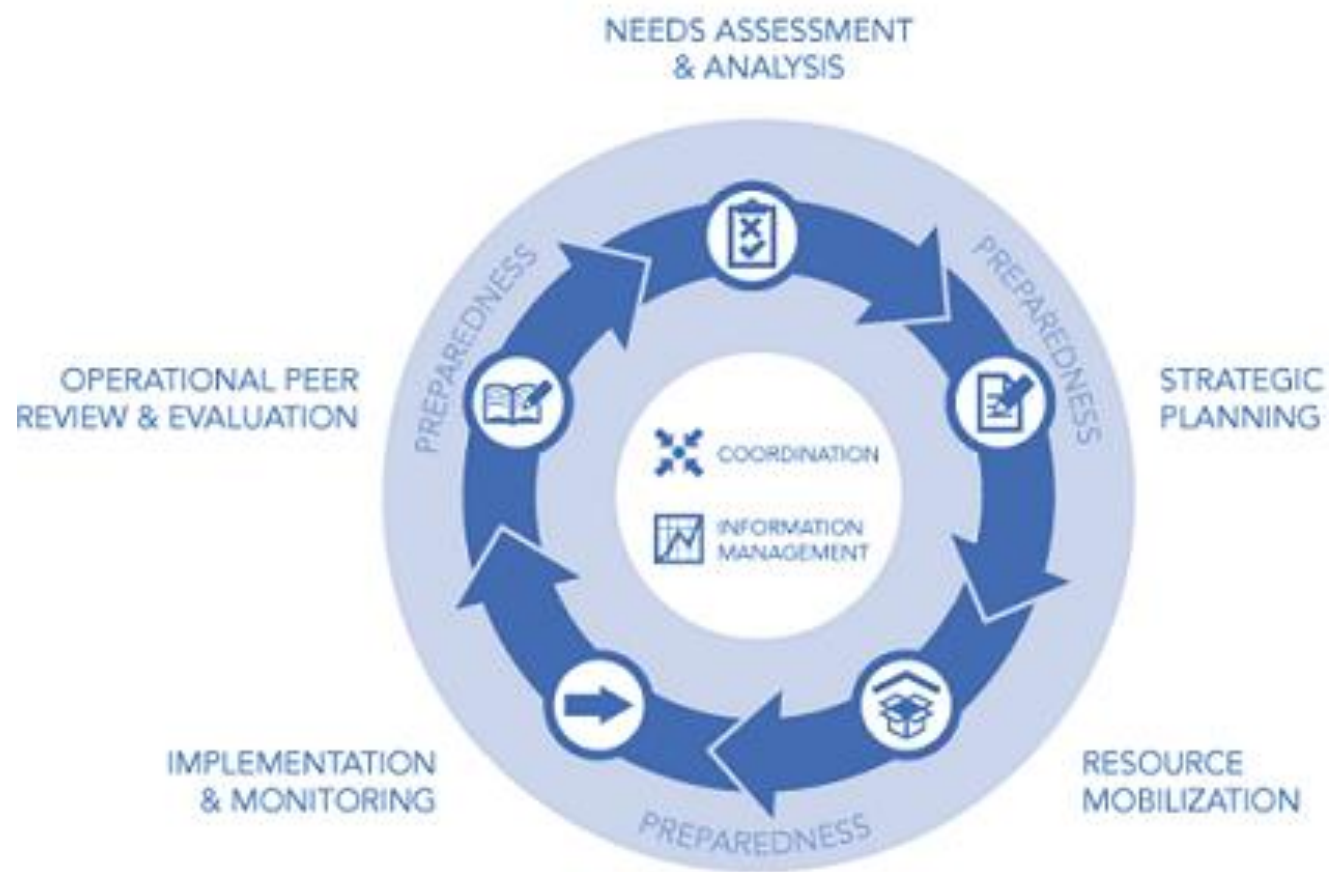 NEEDS ASSESSMENT
& ANALYSIS
PREPAREDNESS
PREPAREDNESS
OPERATIONAL PEER
REVIEW & EVALUATION
STRATEGIC
PLANNING
COORDINATION
INFORMATION
MANAGEMENT
IMPLEMENTATION
& MONITORING
RESOURCE
MOBILIZATION
PREPAREDNESS